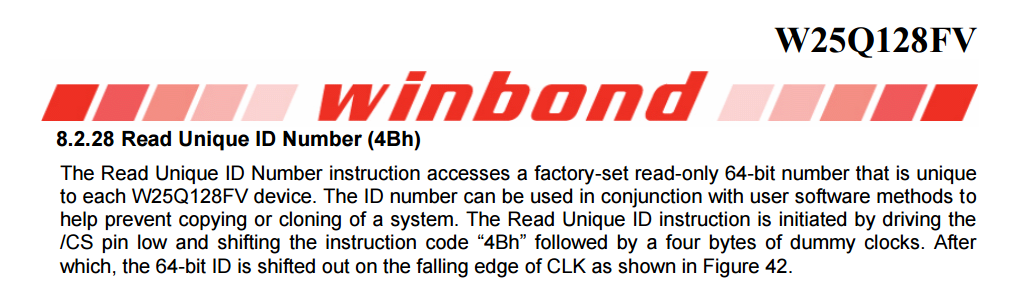 W25Q128FV
winbond
8.2.28 Read Unique ID Number (4Bh)
The Read Unique ID Number instruction accesses a factory-set read-only 64-bit number that is unique
to each W25Q128FV device. The ID number can be used in conjunction with user software methods to
help prevent copying or cloning of a system. The Read Unique ID instruction is initiated by driving the
/CS pin low and shifting the instruction code “4Bh” followed by a four bytes of dummy clocks. After
which, the 64-bit ID is shifted out on the falling edge of CLK as shown in Figure 42.